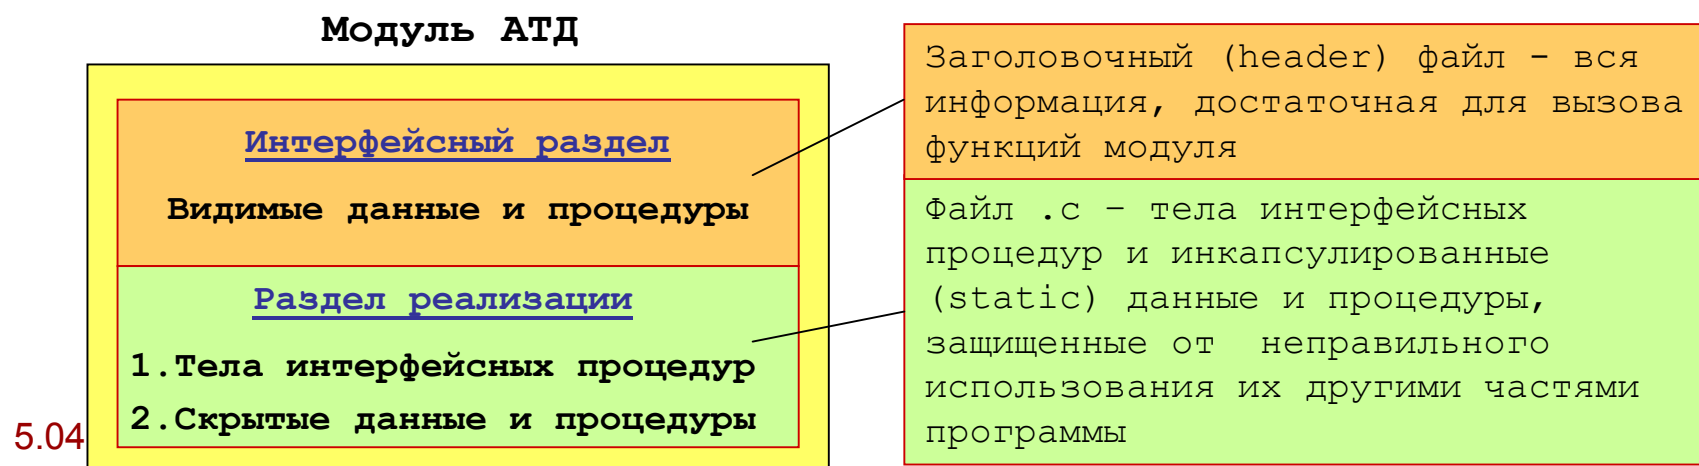 Модуль АТД
Интерфейсный раздел
Видимые данные и процедуры
Раздел реализации
1.Тела интерфейсных процедур
2.Скрытые данные и процедуры
Заголовочный (header) файл - вся
информация, достаточная для вызова
функций модуля
Файл .c – тела интерфейсных
процедур и инкапсулированные
(static) данные и процедуры,
защищенные от неправильного
использования их другими частями
программы
5.04